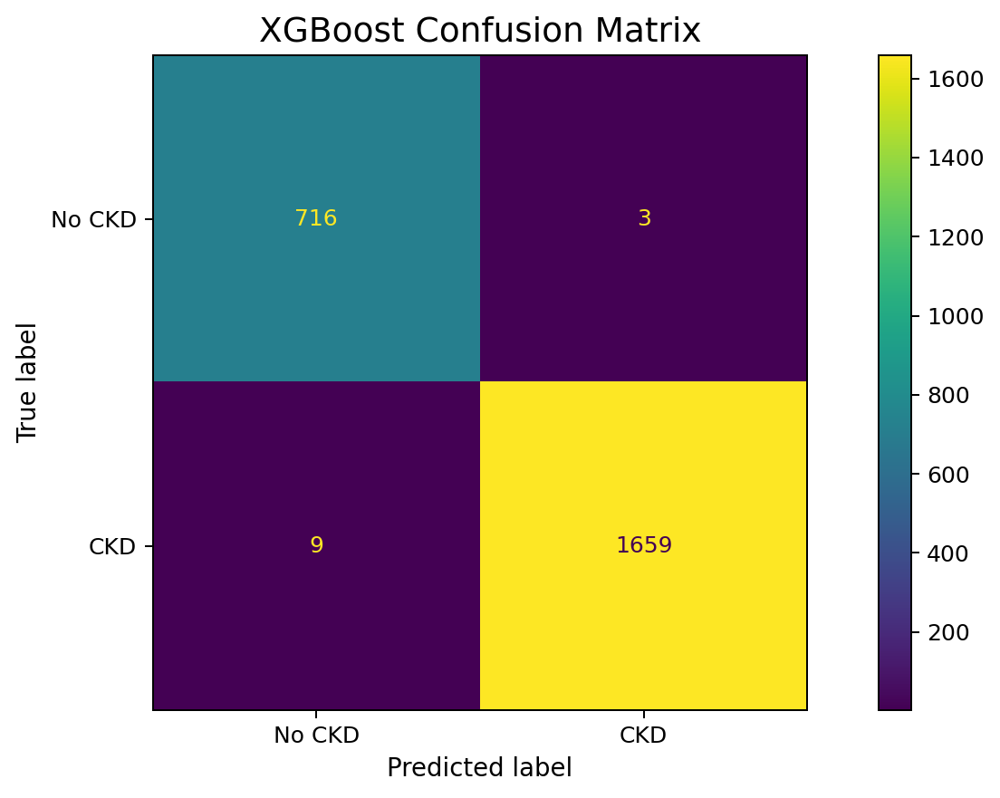 XGBoost Confusion Matrix
True label
No CKD
716
3
CKD
9
1659
No CKD
CKD
Predicted label
1600
1400
1200
1000
800
600
400
200